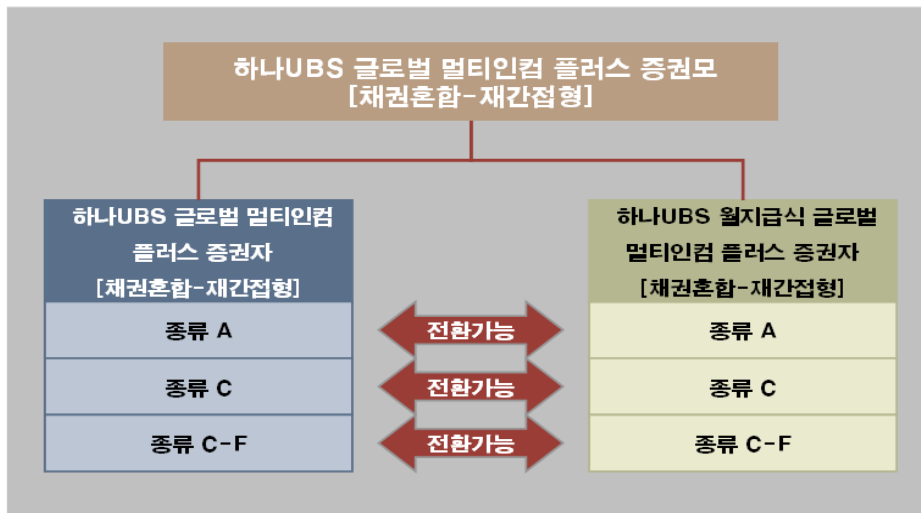 하나UBS 글로벌 멀티인컴 플러스 증권모
[채권혼합-재간접형]
하나UBS 글로벌 멀티인컴
플러스 증권자
[채권혼합-재간접형]
하나UBS 월지급식 글로벌
멀티인컴 플러스 증권자
[채권혼합-재간접형]
종류 A
전환가능
종류 A
종류 C
전환가능
종류 C
종류 C-F
전환가능
종류 C-F